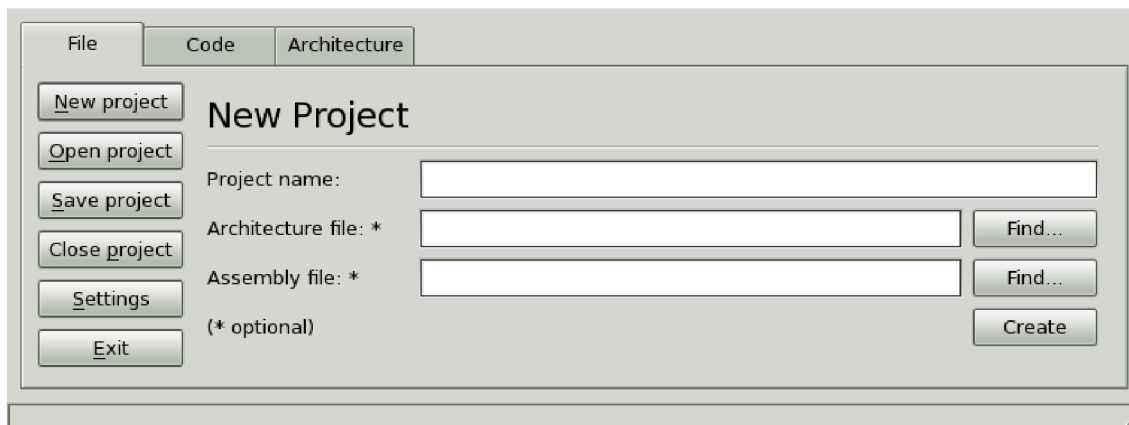 File
Code
Architecture
New project
Open project
Save project
Close project
Settings
Exit
New Project
Project name:
Architecture file: *
Find...
Assembly file: *
Find...
(* optional)
Create